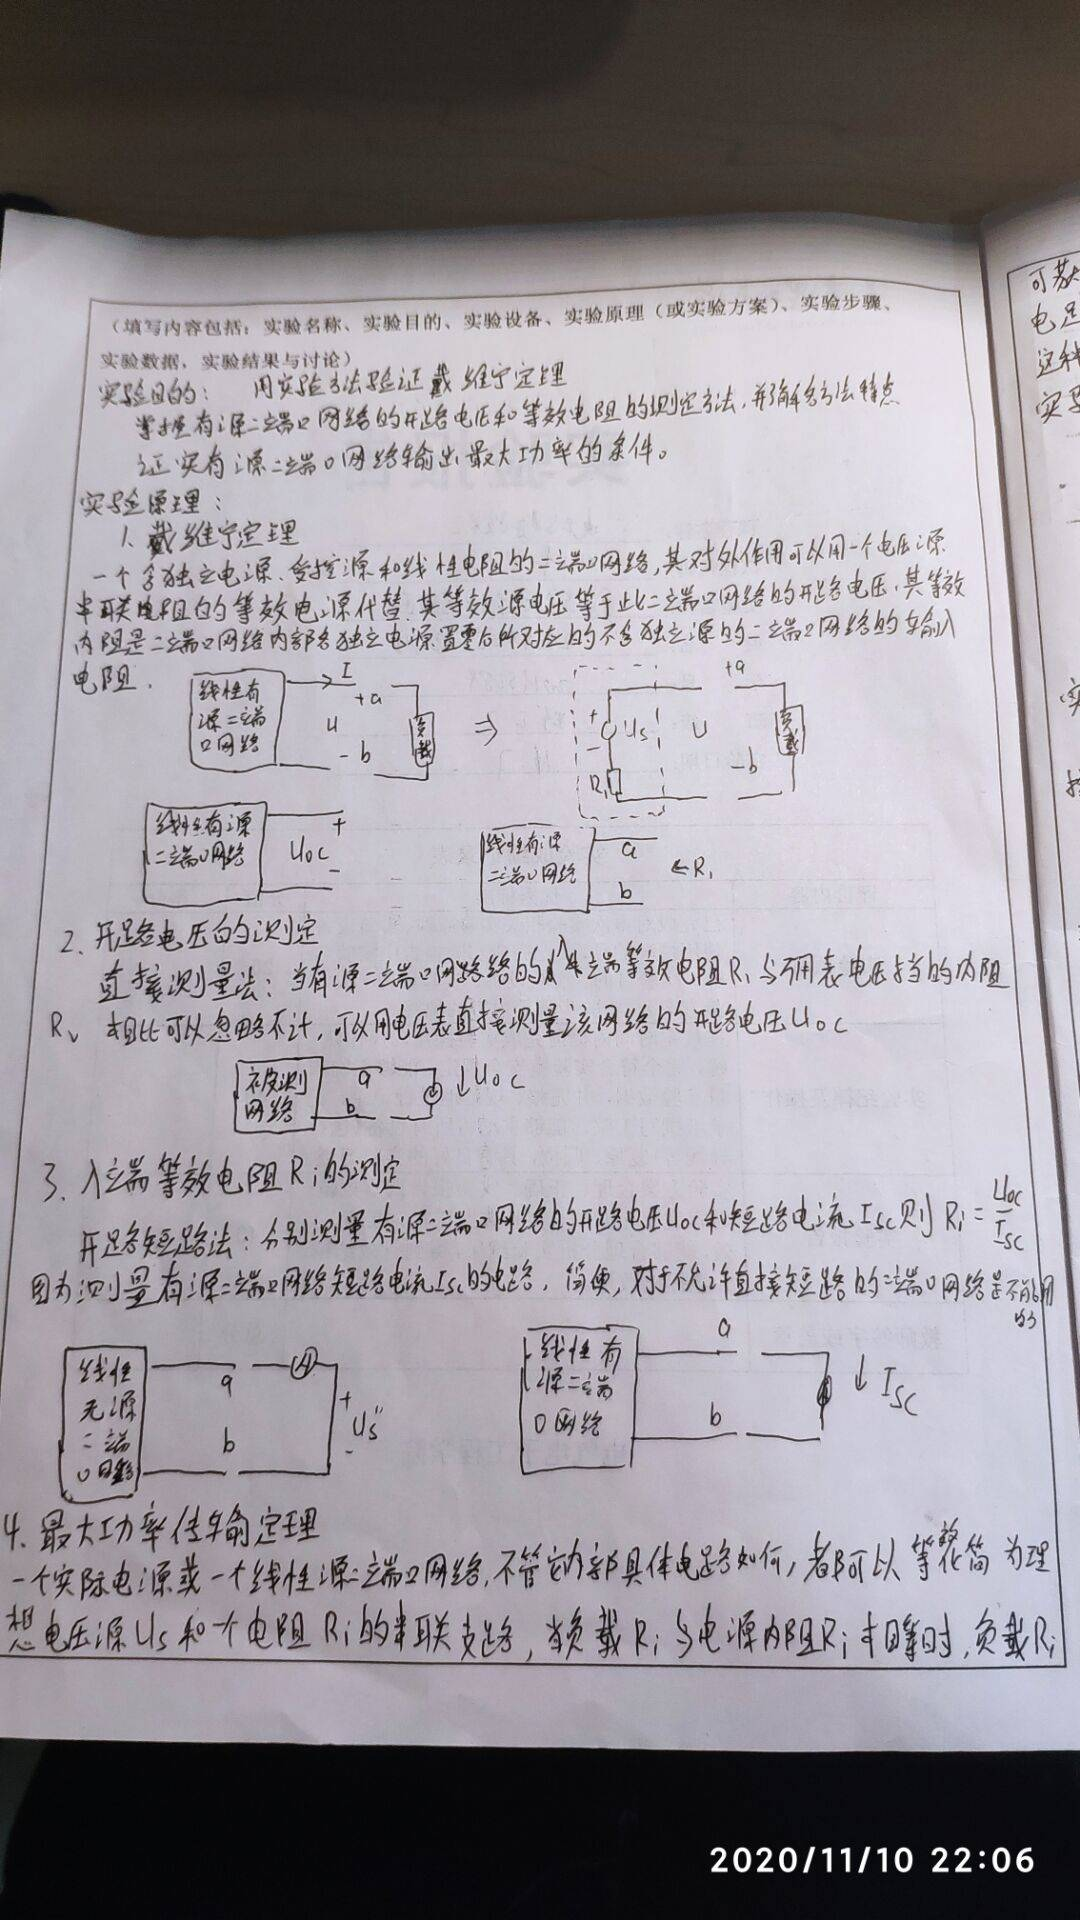 （填写内容包括：实验名称、实验目的、实验设备、实验原理（或实验方案）、实验步骤、
实验数据，实验结果与讨论）
实验目的： 用实验方法验证戴维宁定理
掌握有源二端口网络的开路电压和等效电阻的测定方法，并了解各方法特点
证实有源二端口网络输出最大功率的条件。
实验原理：
1. 戴维宁定理
一个含独立电源、受控源和线性电阻的二端口网络，其对外作用可以用一个电压源
串联电阻的的等效电源代替，其等效源电压等于此二端口网络的开路电压，其等效
内阻是二端口网络内部各独立电源置零后所对应的不含独立源的二端口网络的输入
电阻．
线性有
源二端
口网络
I
+a
u
-b
负载
⇒
+
Us
-
Ri
+a
U
-b
负载
线性有源
二端口网络
+
Uoc
-
线性有源
二端口网络
a
b
←Ri
2、开路电压的的测定
直接测量法：当有源二端口网络络的入端等效电阻Ri与万用表电压挡的内阻
Rv 相比可以忽略不计，可以用电压表直接测量该网络的开路电压Uoc
被测
网络
a
b
↓Uoc
3、入端等效电阻Ri的测定
开路短路法：分别测量有源二端口网络的开路电压Uoc和短路电流Isc则 Ri=Uoc/Isc
因为测量有源二端口网络短路电流Isc的电路，简便，对于不允许直接短路的二端口网络是不能用
的
线性
无源
二端
口
a
b
A
+
Us"
-
线性有
源二端
口网络
a
b
↓Isc
4. 最大功率传输定理
一个实际电源或一个线性源二端口网络，不管它内部具体电路如何，都可以等效简为理
想电压源Us和一个电阻Ri的串联支路，当负载Ri与电源内阻Ri相等时，负载Ri
可获
电足
这种
实验
2020/11/10 22:06